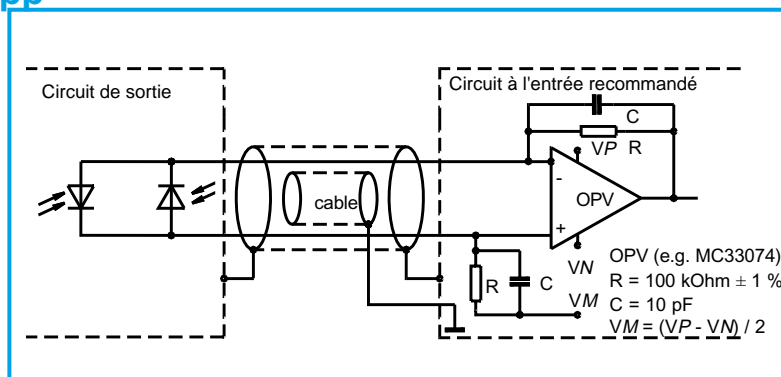 pp
Circuit de sortie
Circuit à l'entrée recommandé
C
VP R
-
OPV
+
cable
VN
R C
VM
OPV (e.g. MC33074)
R = 100 kOhm ± 1 %
C = 10 pF
VM = (VP - VN) / 2